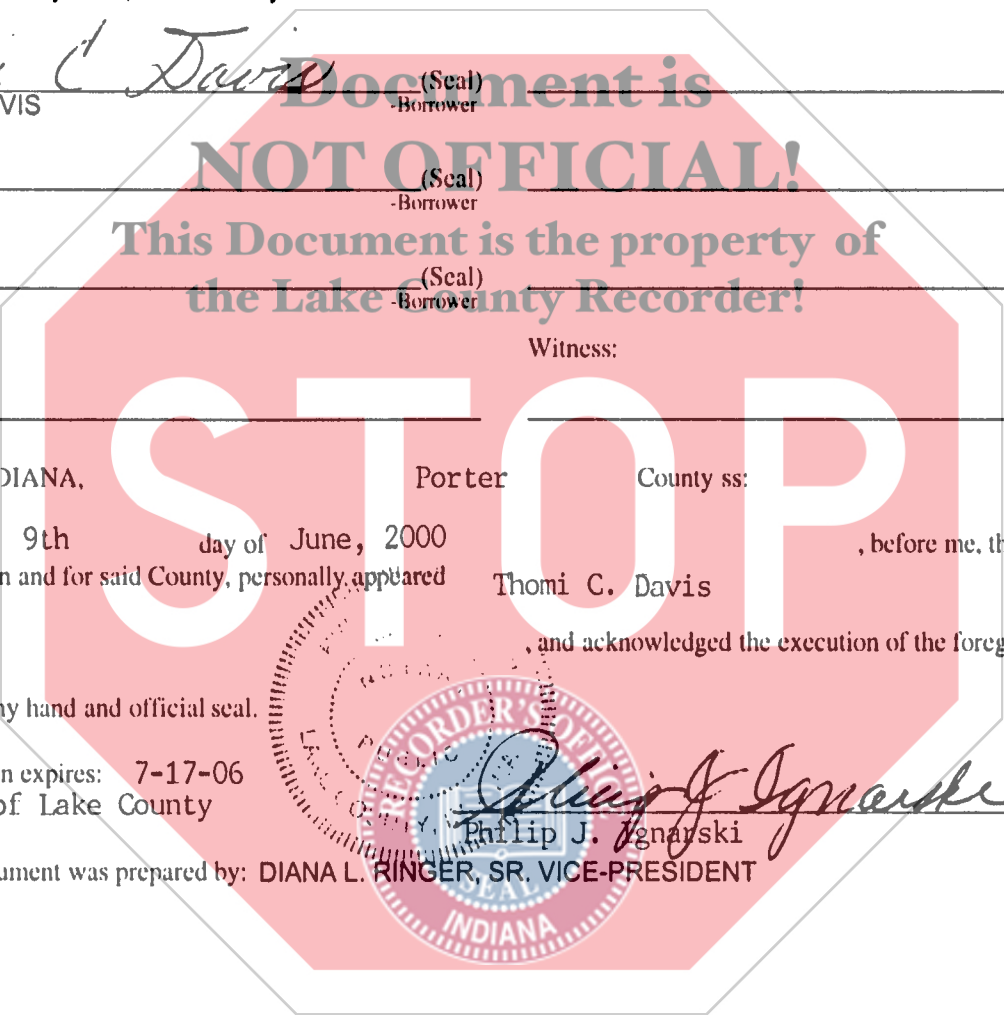 C Davis (Seal)
VIS -Borrower
Document is
NOT OFFICIAL!
(Seal)
-Borrower
This Document is the property of
(Seal)
the Lake County Recorder!
-Borrower
Witness:
STOP
DIANA, Porter County ss:
9th day of June, 2000 , before me, th
n and for said County, personally appeared Thomi C. Davis
, and acknowledged the execution of the foreg
ny hand and official seal.
n expires: 7-17-06
of Lake County
Philip J. Ignarski
Philip J. Ignarski
ument was prepared by: DIANA L. RINGER, SR. VICE-PRESIDENT
RECORDER'S OFFICE
SEAL
INDIANA
PUBLIC